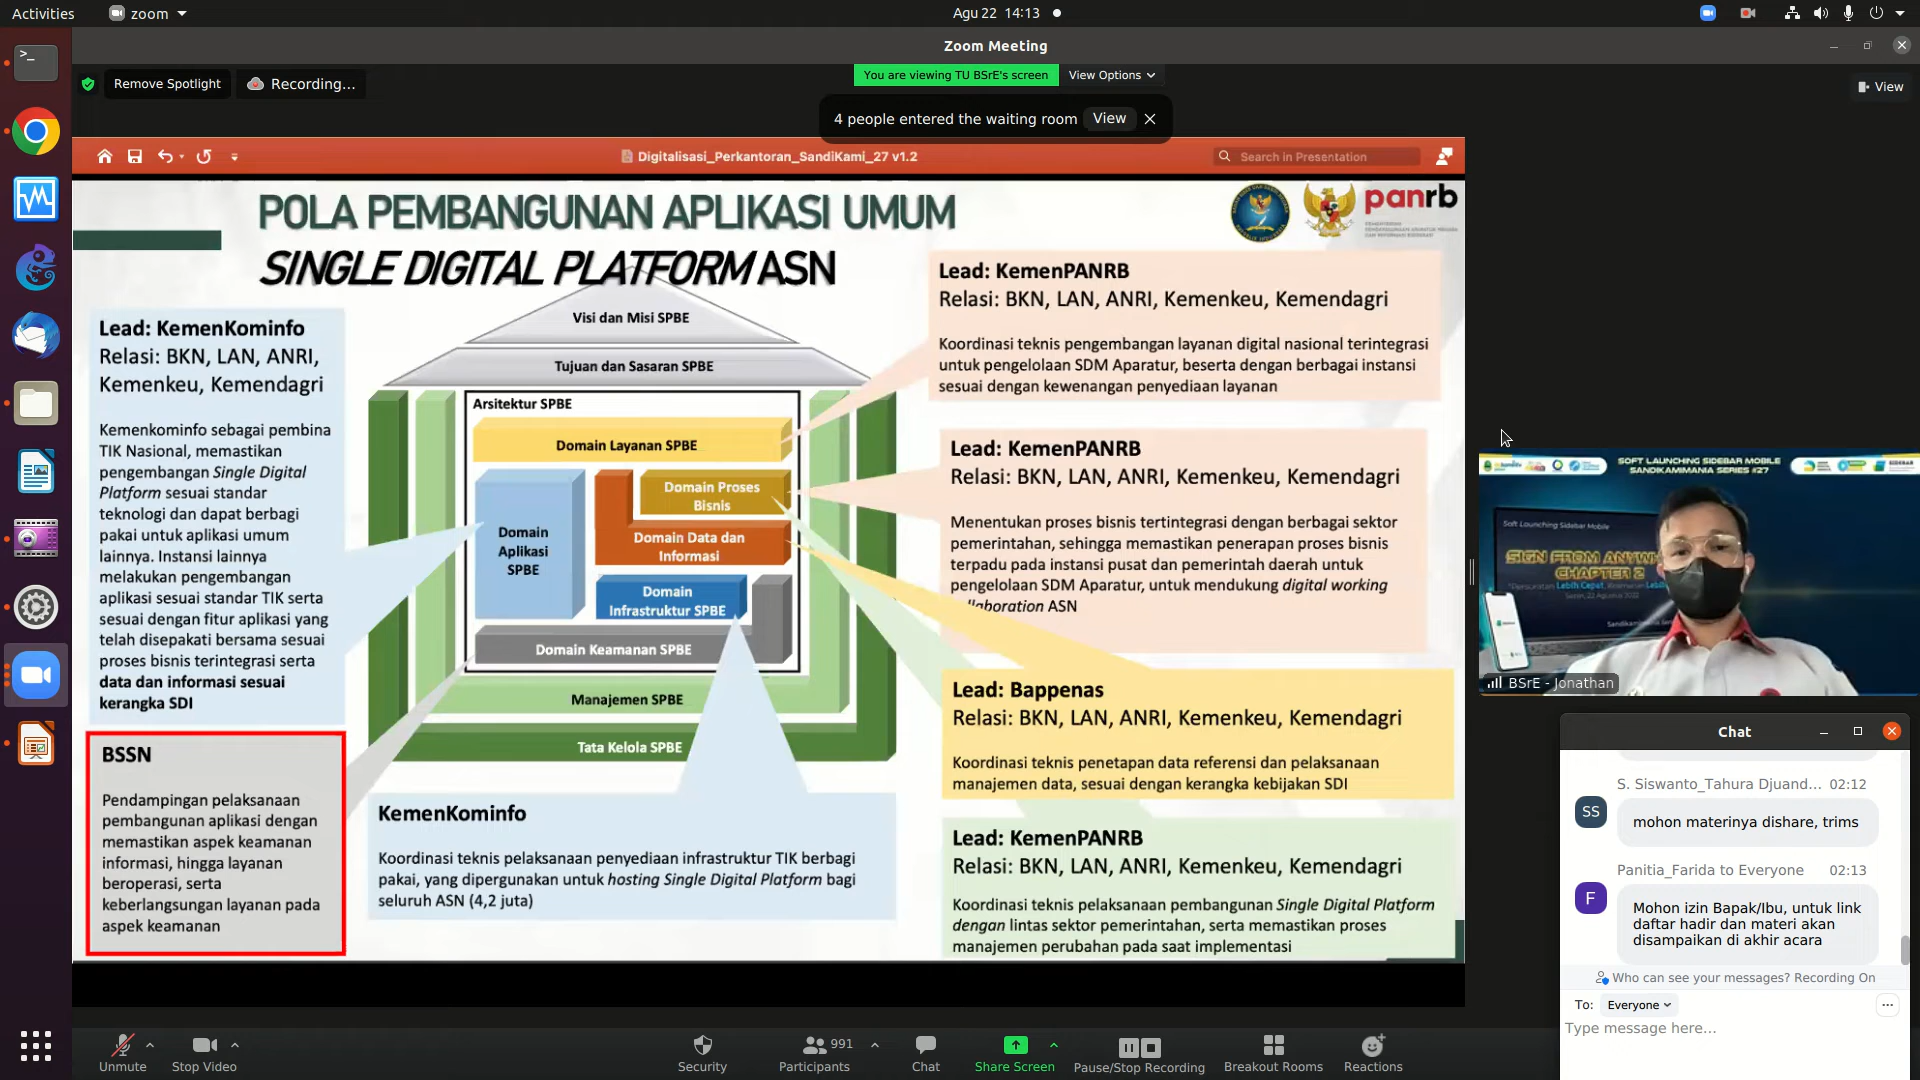 Activities
zoom
Agu 22 14:13
Zoom Meeting
Remove Spotlight
Recording...
You are viewing TU BSrE's screen
View Options
View
4 people entered the waiting room
View
Digitalisasi_Perkantoran_SandiKami_27 v1.2
Search in Presentation
POLA PEMBANGUNAN APLIKASI UMUM
SINGLE DIGITAL PLATFORM ASN
panrb
Lead: KemenKominfo
Relasi: BKN, LAN, ANRI,
Kemenkeu, Kemendagri
Kemenkominfo sebagai pembina
TIK Nasional, memastikan
pengembangan Single Digital
Platform sesuai standar
teknologi dan dapat berbagi
pakai untuk aplikasi umum
lainnya. Instansi lainnya
melakukan pengembangan
aplikasi sesuai standar TIK serta
sesuai dengan fitur aplikasi yang
telah disepakati bersama sesuai
proses bisnis terintegrasi serta
data dan informasi sesuai
kerangka SDI
BSSN
Pendampingan pelaksanaan
pembangunan aplikasi dengan
memastikan aspek keamanan
informasi, hingga layanan
beroperasi, serta
keberlangsungan layanan pada
aspek keamanan
Visi dan Misi SPBE
Tujuan dan Sasaran SPBE
Arsitektur SPBE
Domain Layanan SPBE
Domain
Aplikasi
SPBE
Domain Proses
Bisnis
Domain Data dan
Informasi
Domain
Infrastruktur SPBE
Domain Keamanan SPBE
Manajemen SPBE
Tata Kelola SPBE
KemenKominfo
Koordinasi teknis pelaksanaan penyediaan infrastruktur TIK berbagi
pakai, yang dipergunakan untuk hosting Single Digital Platform bagi
seluruh ASN (4,2 juta)
Lead: KemenPANRB
Relasi: BKN, LAN, ANRI, Kemenkeu, Kemendagri
Koordinasi teknis pengembangan layanan digital nasional terintegrasi
untuk pengelolaan SDM Aparatur, beserta dengan berbagai instansi
sesuai dengan kewenangan penyediaan layanan
Lead: KemenPANRB
Relasi: BKN, LAN, ANRI, Kemenkeu, Kemendagri
Menentukan proses bisnis tertintegrasi dengan berbagai sektor
pemerintahan, sehingga memastikan penerapan proses bisnis
terpadu pada instansi pusat dan pemerintah daerah untuk
pengelolaan SDM Aparatur, untuk mendukung digital working
ollaboration ASN
Lead: Bappenas
Relasi: BKN, LAN, ANRI, Kemenkeu, Kemendagri
Koordinasi teknis penetapan data referensi dan pelaksanaan
manajemen data, sesuai dengan kerangka kebijakan SDI
Lead: KemenPANRB
Relasi: BKN, LAN, ANRI, Kemenkeu, Kemendagri
Koordinasi teknis pelaksanaan pembangunan Single Digital Platform
dengan lintas sektor pemerintahan, serta memastikan proses
manajemen perubahan pada saat implementasi
SOFT LAUNCHING SIDEBAR MOBILE
SANDIKAMIMANIA SERIES #27
Soft Launching Sidebar Mobile
SIGN FROM ANYW
CHAPTER 2
BSrE - Jonathan
Chat
S. Siswanto_Tahura Djuand... 02:12
SS
mohon materinya dishare, trims
Panitia_Farida to Everyone 02:13
F
Mohon izin Bapak/Ibu, untuk link
daftar hadir dan materi akan
disampaikan di akhir acara
Who can see your messages? Recording On
To: Everyone
Type message here...
Unmute
Stop Video
Security
991
Participants
Chat
Share Screen
Pause/Stop Recording
Breakout Rooms
Reactions